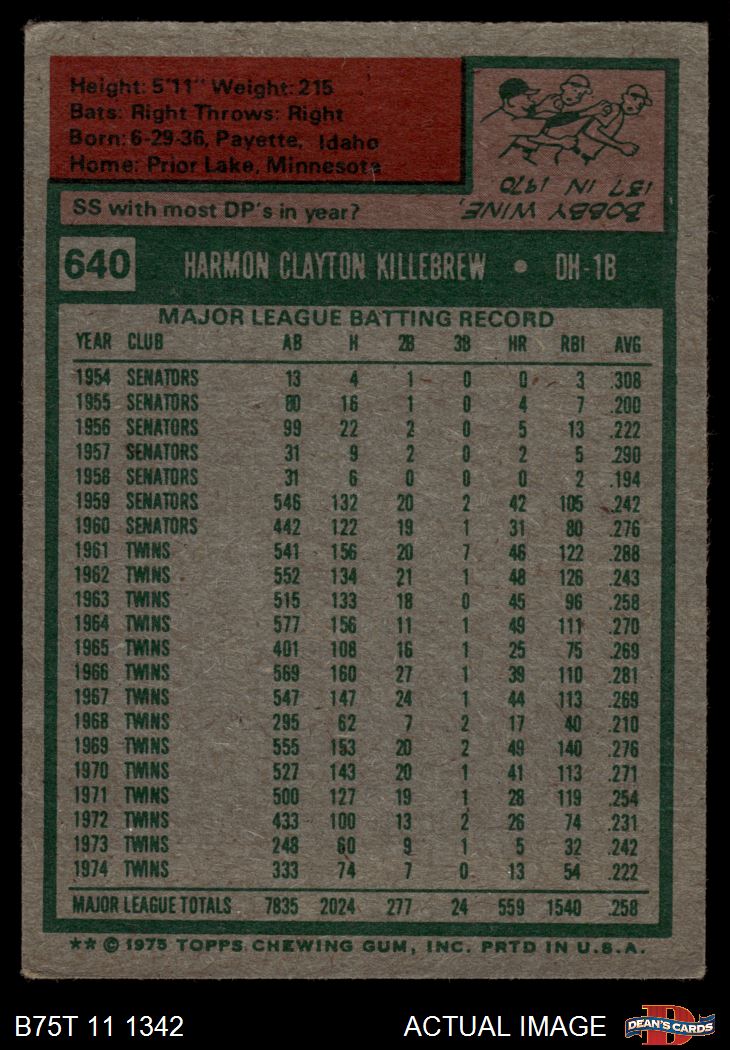 Height: 5'11" Weight: 215
Bats: Right Throws: Right
Born: 6-29-36, Payette, Idaho
Home: Prior Lake, Minnesota
SS with most DP's in year?
BOBBY WINE,
137 IN 1970
640 HARMON CLAYTON KILLEBREW • DH-1B
MAJOR LEAGUE BATTING RECORD
YEAR CLUB AB H 2B 3B HR RBI AVG
1954 SENATORS 13 4 1 0 0 3 .308
1955 SENATORS 80 16 1 0 4 7 .200
1956 SENATORS 99 22 2 0 5 13 .222
1957 SENATORS 31 9 2 0 2 5 .290
1958 SENATORS 31 6 0 0 0 2 .194
1959 SENATORS 546 132 20 2 42 105 .242
1960 SENATORS 442 122 19 1 31 80 .276
1961 TWINS 541 156 20 7 46 122 .288
1962 TWINS 552 134 21 1 48 126 .243
1963 TWINS 515 133 18 0 45 96 .258
1964 TWINS 577 156 11 1 49 111 .270
1965 TWINS 401 108 16 1 25 75 .269
1966 TWINS 569 160 27 1 39 110 .281
1967 TWINS 547 147 24 1 44 113 .269
1968 TWINS 295 62 7 2 17 40 .210
1969 TWINS 555 153 20 2 49 140 .276
1970 TWINS 527 143 20 1 41 113 .271
1971 TWINS 500 127 19 1 28 119 .254
1972 TWINS 433 100 13 2 26 74 .231
1973 TWINS 248 60 9 1 5 32 .242
1974 TWINS 333 74 7 0 13 54 .222
MAJOR LEAGUE TOTALS 7835 2024 277 24 559 1540 .258
** © 1975 TOPPS CHEWING GUM, INC. PRTD IN U.S.A.
B75T 11 1342 ACTUAL IMAGE
D
DEAN'S CARDS